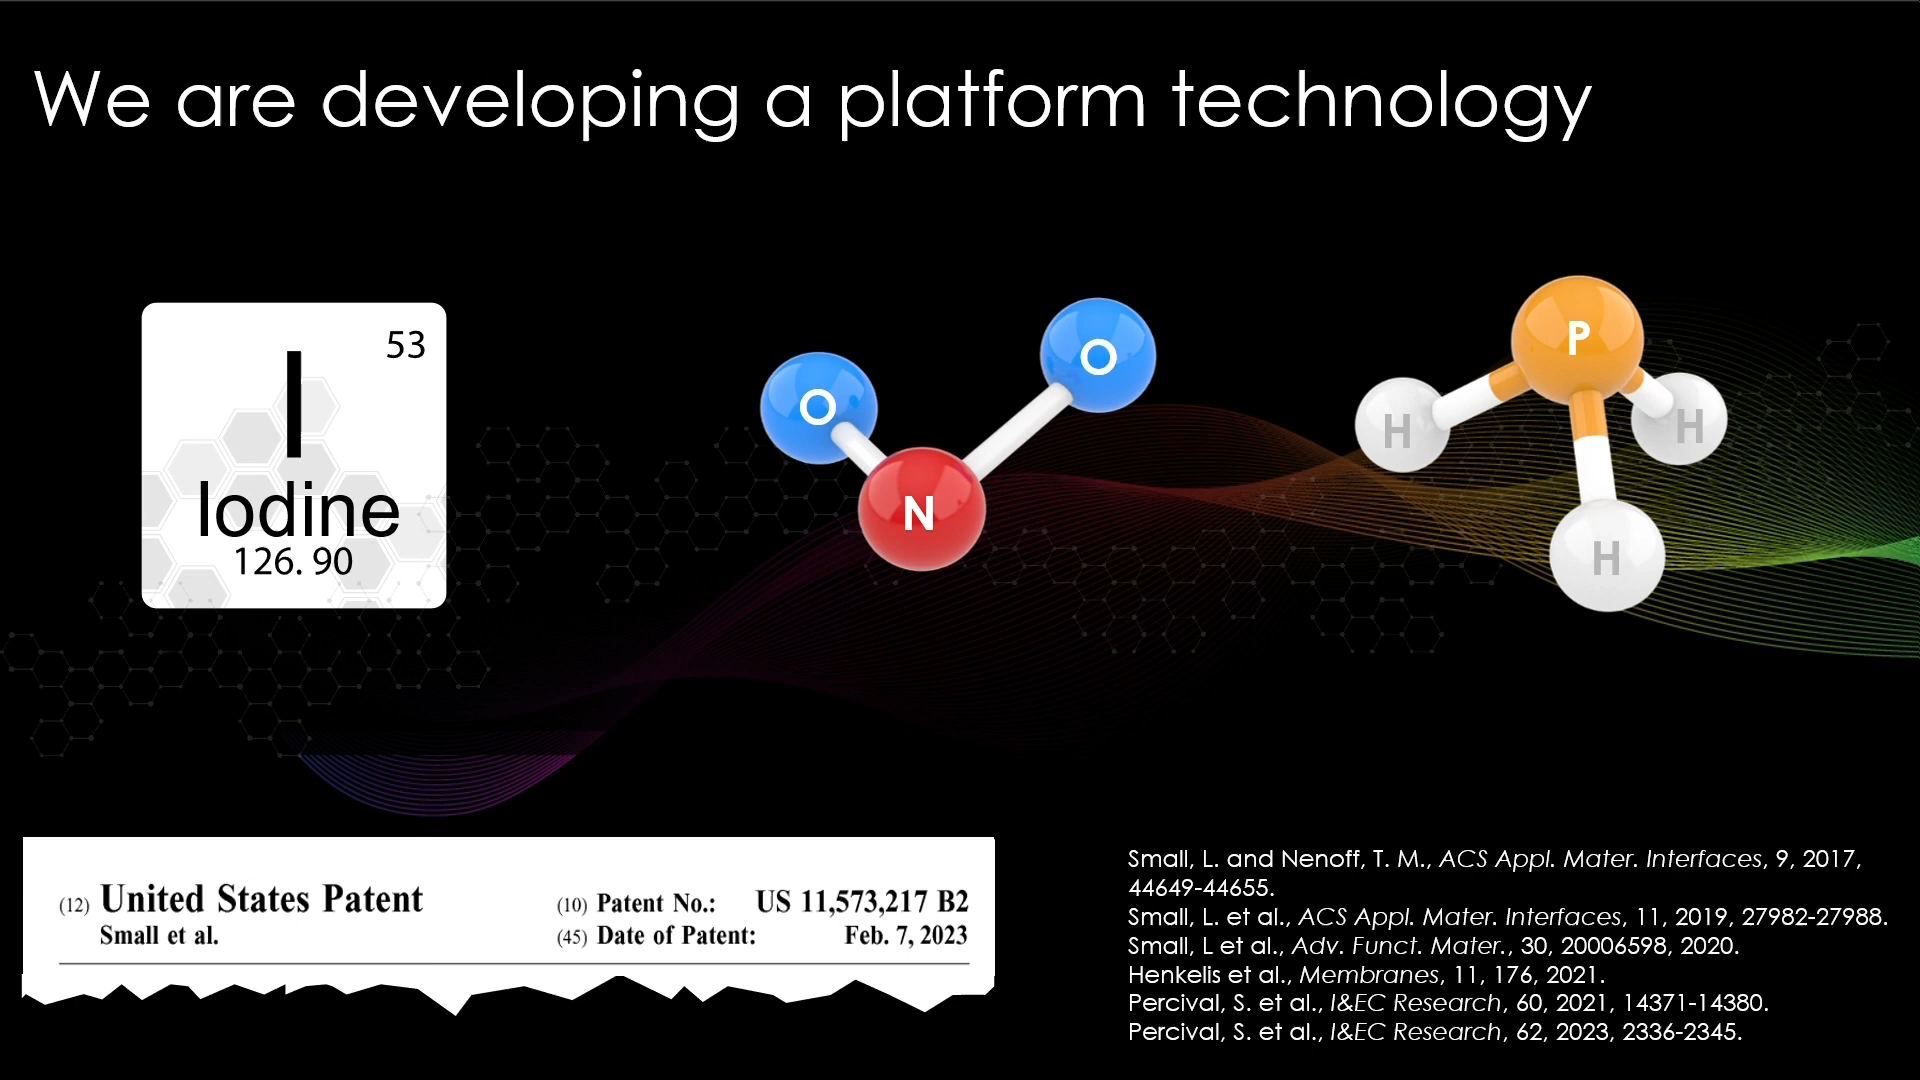 We are developing a platform technology
53
I
Iodine
126. 90
O
O
N
P
H
H
H
(12) United States Patent
Small et al.
(10) Patent No.: US 11,573,217 B2
(45) Date of Patent: Feb. 7, 2023
Small, L. and Nenoff, T. M., ACS Appl. Mater. Interfaces, 9, 2017,
44649-44655.
Small, L. et al., ACS Appl. Mater. Interfaces, 11, 2019, 27982-27988.
Small, L et al., Adv. Funct. Mater., 30, 20006598, 2020.
Henkelis et al., Membranes, 11, 176, 2021.
Percival, S. et al., I&EC Research, 60, 2021, 14371-14380.
Percival, S. et al., I&EC Research, 62, 2023, 2336-2345.